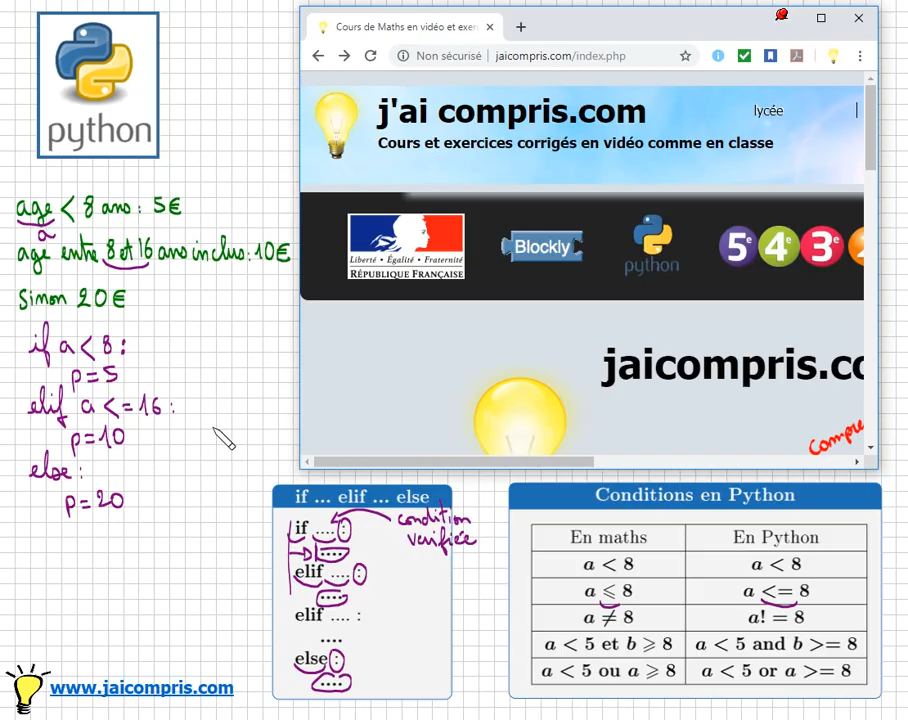 python
age < 8 ans : 5€
a
age entre 8 et 16 ans inclus : 10€
sinon 20€
if a < 8 :
p = 5
elif a <= 16 :
p = 10
else :
p = 20
www.jaicompris.com
Cours de Maths en vidéo et exer
Non sécurisé jaicompris.com/index.php
j'ai compris.com
lycée
Cours et exercices corrigés en vidéo comme en classe
Liberté • Égalité • Fraternité
RÉPUBLIQUE FRANÇAISE
Blockly
python
5e 4e 3e
jaicompris.co
Compre
if ... elif ... else
if .... :
....
elif .... :
....
elif .... :
....
else :
....
condition
vérifiée
Conditions en Python
En maths En Python
a < 8 a < 8
a ⩽ 8 a <= 8
a ≠ 8 a! = 8
a < 5 et b ⩾ 8 a < 5 and b >= 8
a < 5 ou a ⩾ 8 a < 5 or a >= 8